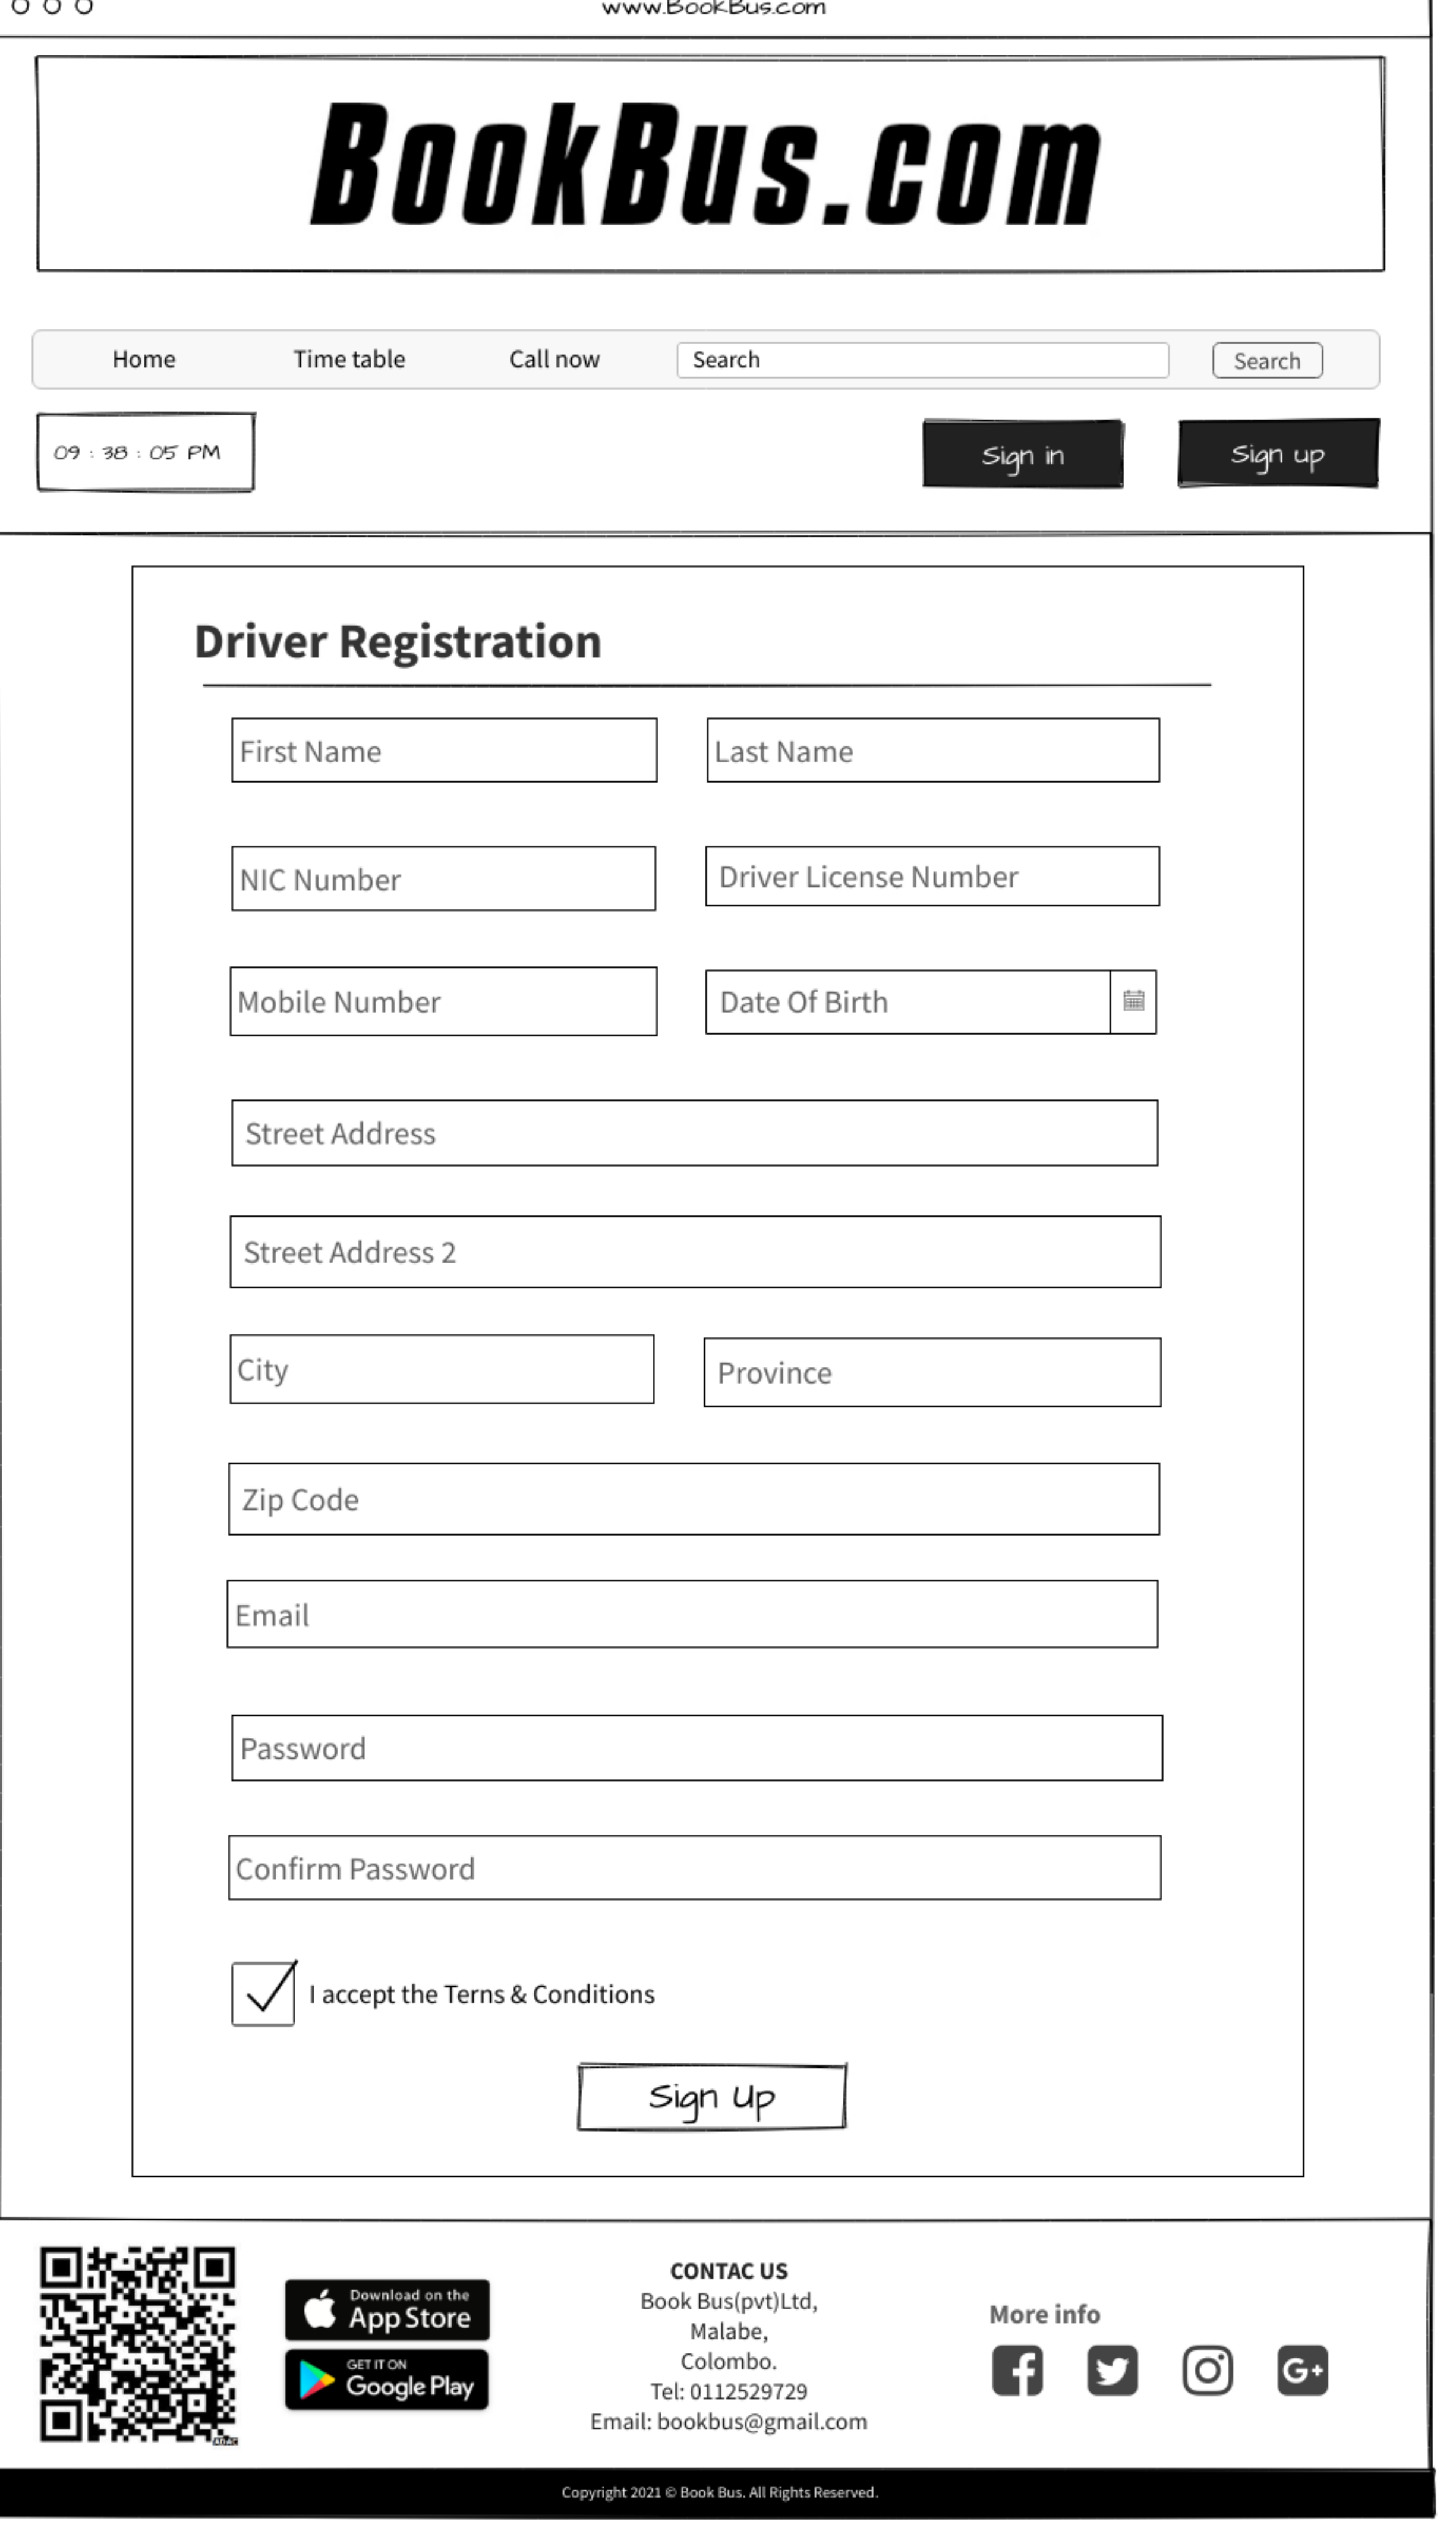 www.BookBus.com
BookBus.com
Home Time table Call now Search Search
09 : 38 : 05 PM Sign in Sign up
Driver Registration
First Name Last Name
NIC Number Driver License Number
Mobile Number Date Of Birth
Street Address
Street Address 2
City Province
Zip Code
Email
Password
Confirm Password
I accept the Terns & Conditions
Sign Up
Download on the
App Store
GET IT ON
Google Play
CONTAC US
Book Bus(pvt)Ltd,
Malabe,
Colombo.
Tel: 0112529729
Email: bookbus@gmail.com
More info
Copyright 2021 © Book Bus. All Rights Reserved.